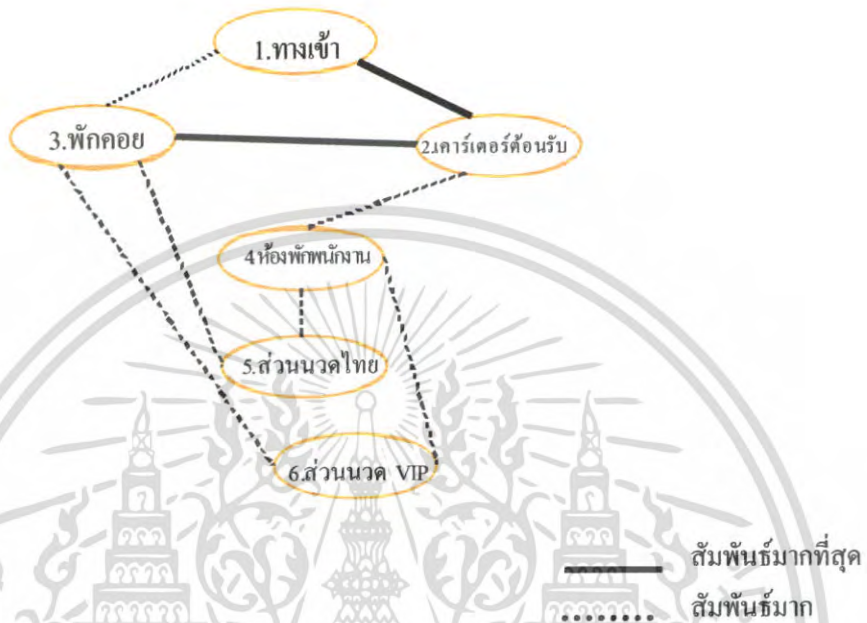 1.ทางเข้า
3.พักคอย
2.เคาร์เตอร์ต้อนรับ
4 ห้องพักพนักงาน
5.ส่วนนวดไทย
6.ส่วนนวด VIP
สัมพันธ์มากที่สุด
สัมพันธ์มาก